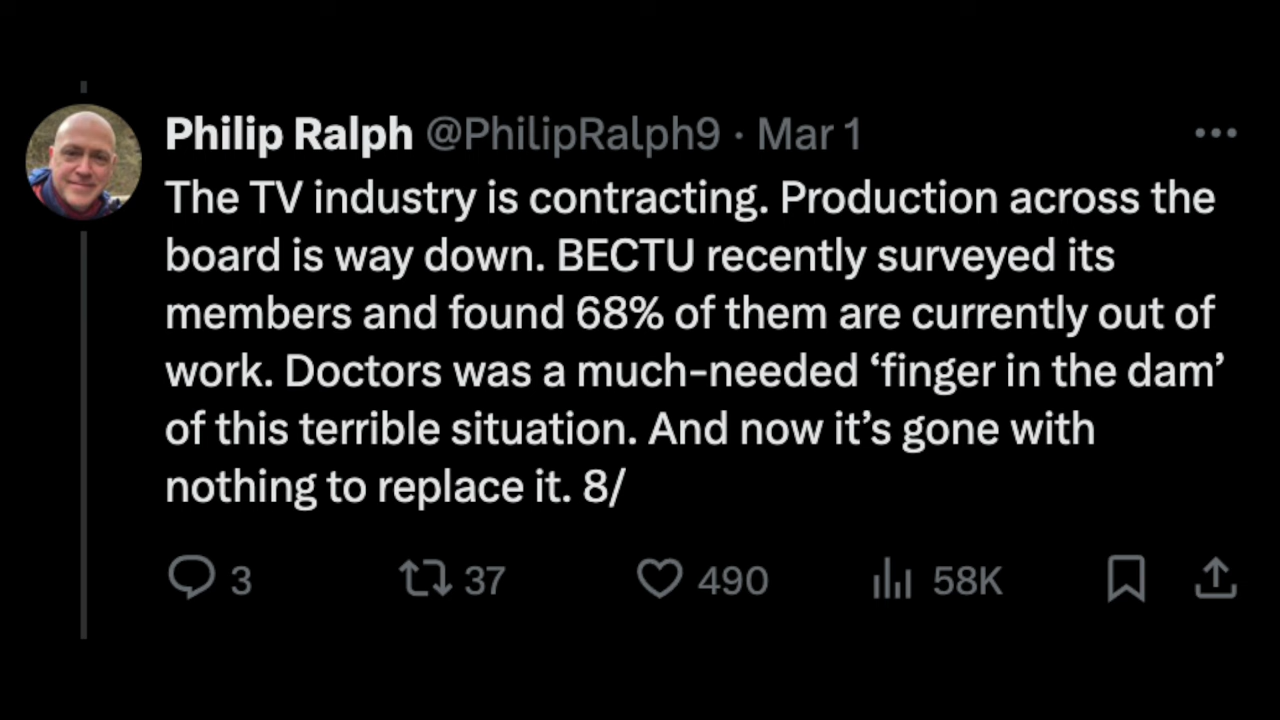 Philip Ralph @PhilipRalph9 · Mar 1
The TV industry is contracting. Production across the
board is way down. BECTU recently surveyed its
members and found 68% of them are currently out of
work. Doctors was a much-needed ‘finger in the dam’
of this terrible situation. And now it’s gone with
nothing to replace it. 8/
3 37 490 58K